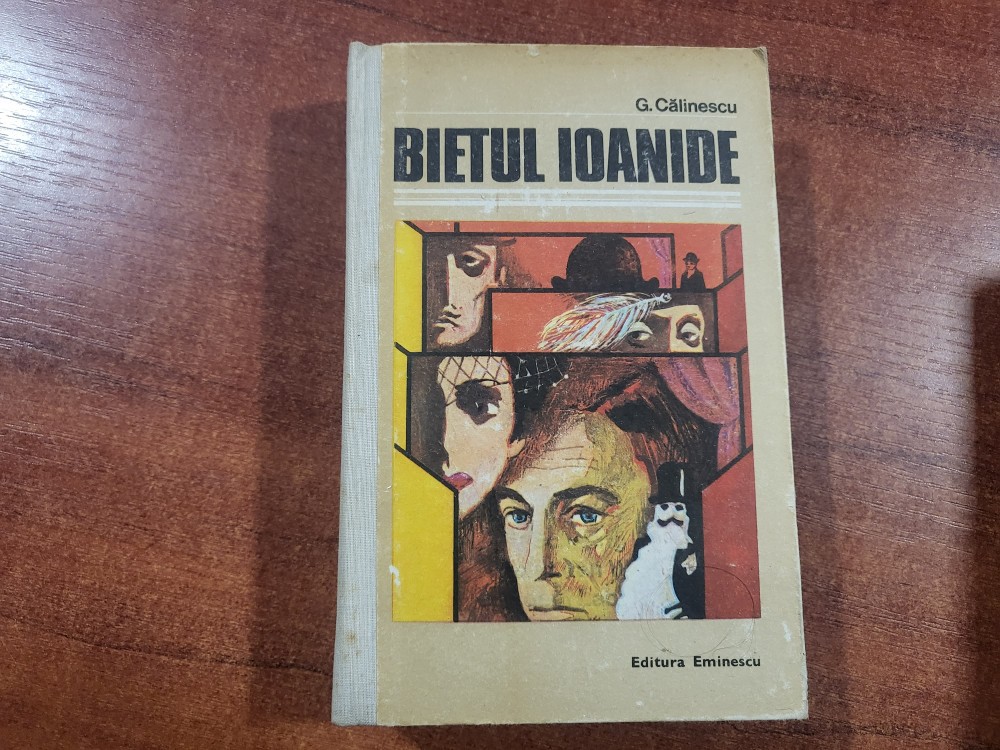 G. Călinescu
BIETUL IOANIDE
Editura Eminescu